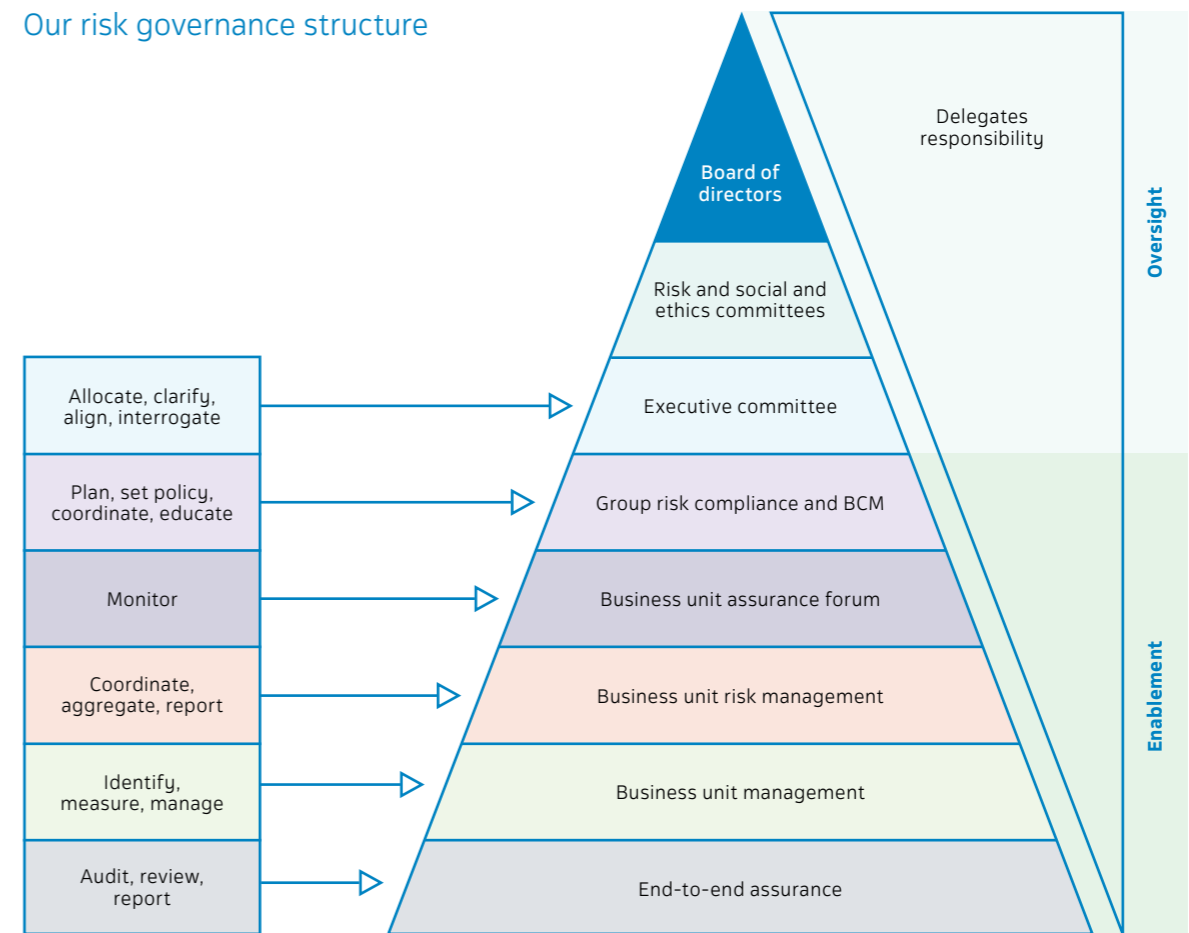 Our risk governance structure
Delegates
responsibility
Board of
directors
Oversight
Risk and social and
ethics committees
Allocate, clarify,
align, interrogate
Executive committee
Plan, set policy,
coordinate, educate
Group risk compliance and BCM
Monitor
Business unit assurance forum
Coordinate,
aggregate, report
Business unit risk management
Enablement
Identify,
measure, manage
Business unit management
Audit, review,
report
End-to-end assurance